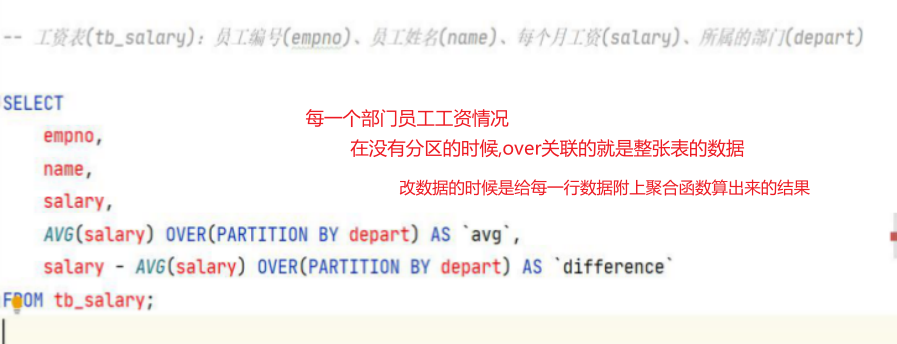 -- 工资表(tb_salary): 员工编号(empno)、员工姓名(name)、每个月工资(salary)、所属的部门(depart)
SELECT
每一个部门员工工资情况
empno,
在没有分区的时候,over关联的就是整张表的数据
name,
改数据的时候是给每一行数据附上聚合函数算出来的结果
salary,
AVG(salary) OVER(PARTITION BY depart) AS `avg`,
salary - AVG(salary) OVER(PARTITION BY depart) AS `difference`
FROM tb_salary;